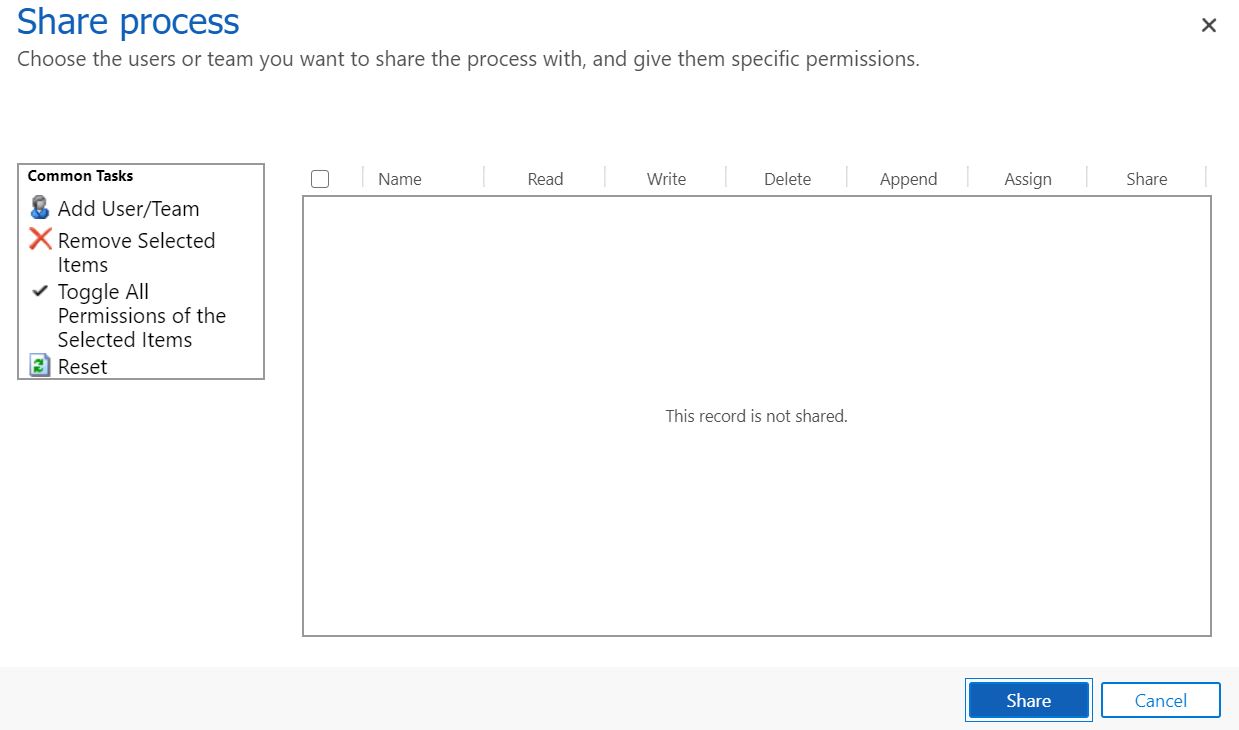 Share process
Choose the users or team you want to share the process with, and give them specific permissions.
Common Tasks
Add User/Team
Remove Selected
Items
Toggle All
Permissions of the
Selected Items
Reset
Name Read Write Delete Append Assign Share
This record is not shared.
Share Cancel